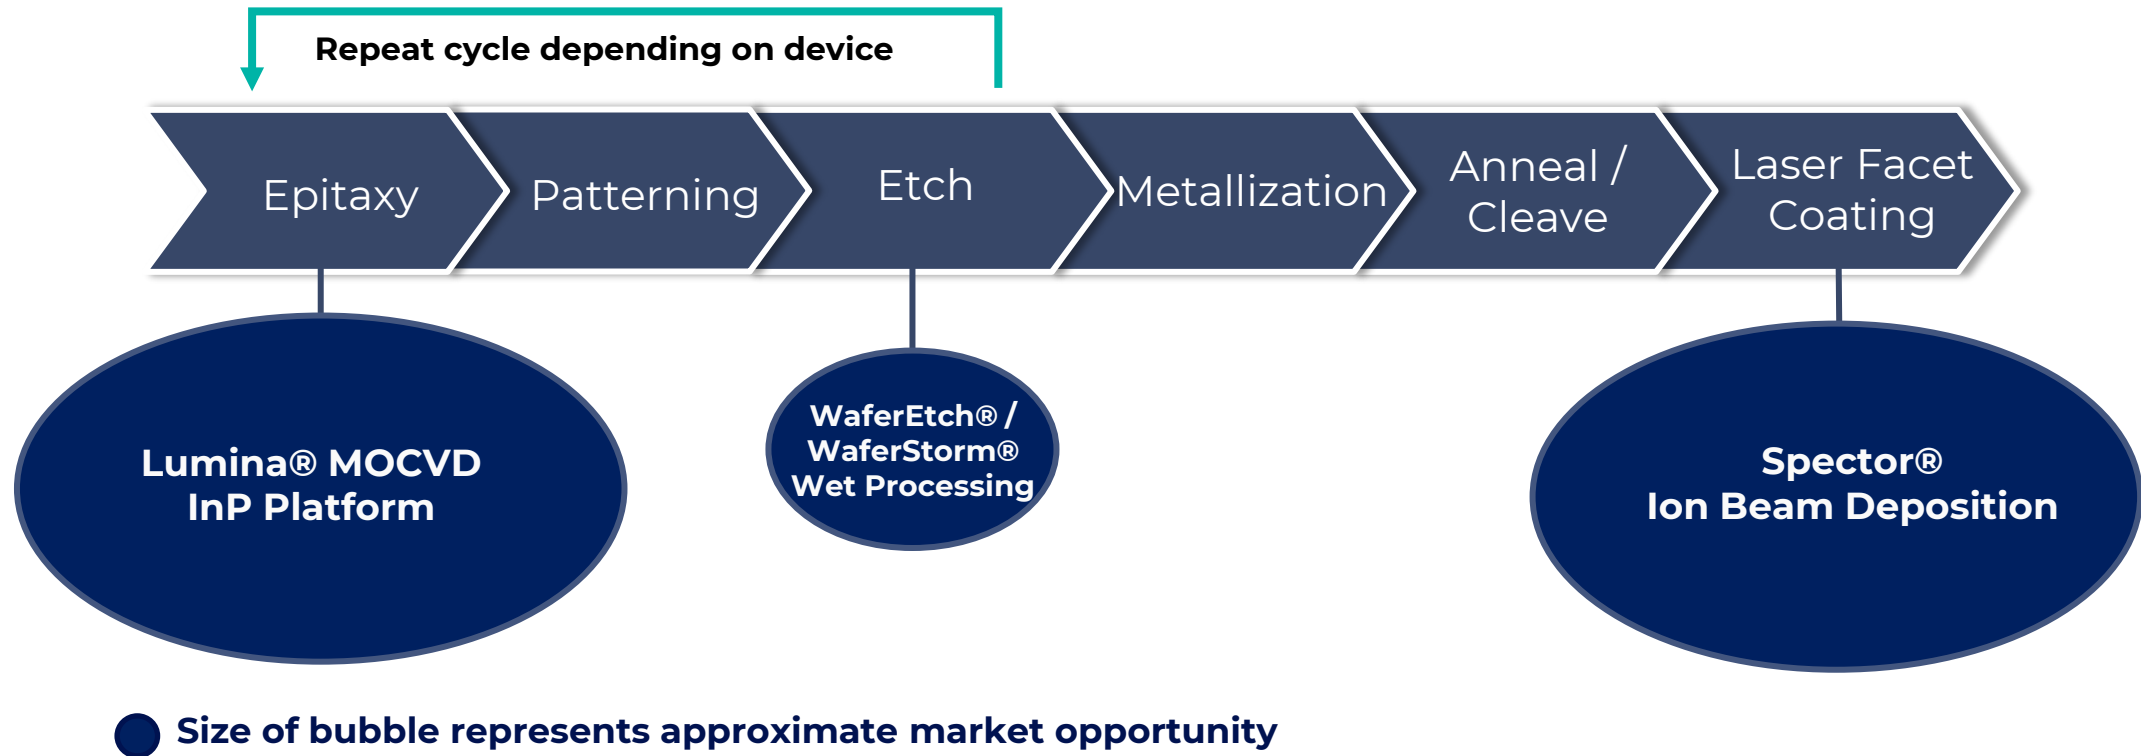 Repeat cycle depending on device
Epitaxy
Patterning
Etch
Metallization
Anneal /
Cleave
Laser Facet
Coating
Lumina® MOCVD
InP Platform
WaferEtch® /
WaferStorm®
Wet Processing
Spector®
Ion Beam Deposition
Size of bubble represents approximate market opportunity